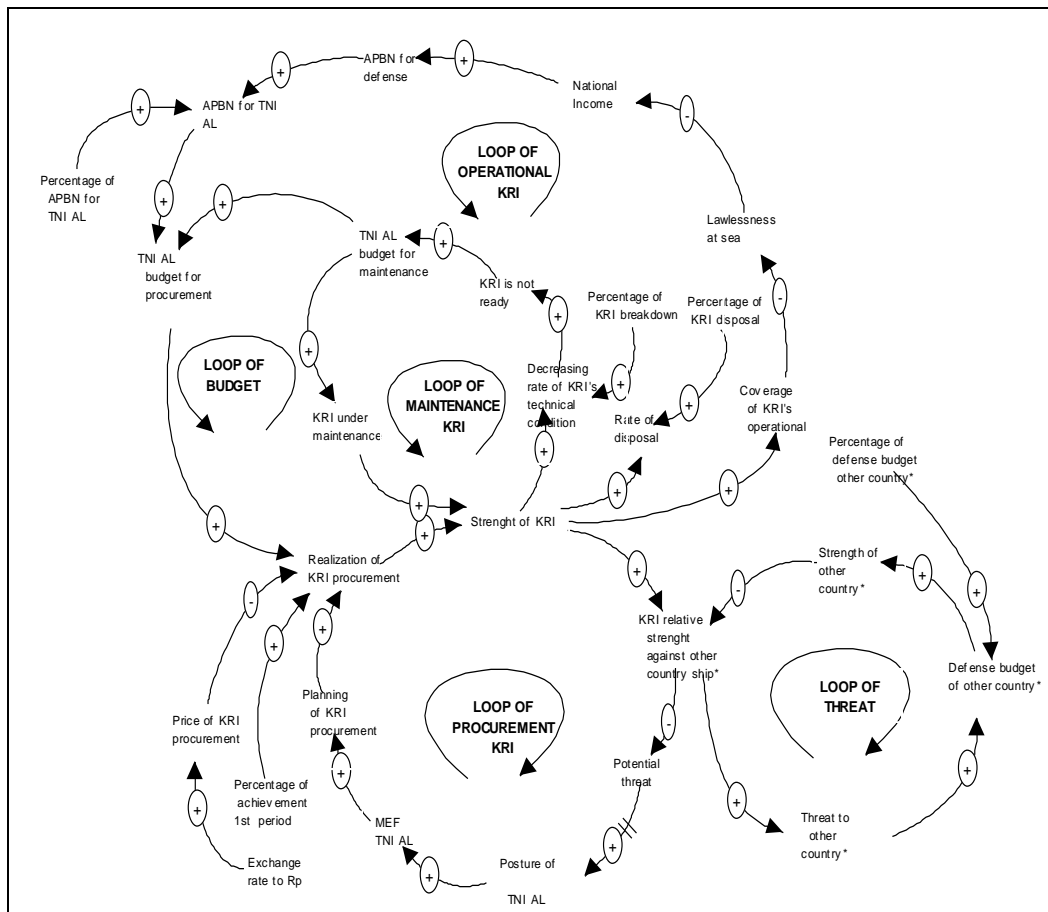 APBN for
defense
National
Income
APBN for TNI
AL
Percentage of
APBN for
TNI AL
LOOP OF
OPERATIONAL
KRI
Lawlessness
at sea
TNI AL
budget for
procurement
TNI AL
budget for
maintenance
KRI is not
ready
Percentage of
KRI breakdown
Percentage of
KRI disposal
LOOP OF
BUDGET
LOOP OF
MAINTENANCE
KRI
KRI under
maintenance
Decreasing
rate of KRI's
technical
condition
Rate of
disposal
Coverage
of KRI's
operational
Percentage of
defense budget
other country*
Strenght of KRI
Realization of
KRI procurement
Strength of
other
country*
KRI relative
strenght
against other
country ship*
Defense budget
of other country*
LOOP OF
THREAT
LOOP OF
PROCUREMENT
KRI
Planning
of KRI
procurement
Price of KRI
procurement
Percentage of
achievement
1st period
Exchange
rate to Rp
MEF
TNI AL
Posture of
TNI AL
Potential
threat
Threat to
other
country*
+
+
-
+
+
+
+
-
+
+
+
+
+
+
+
+
+
+
+
-
+
+
+
-
+
+
-
+
+
+
+
+